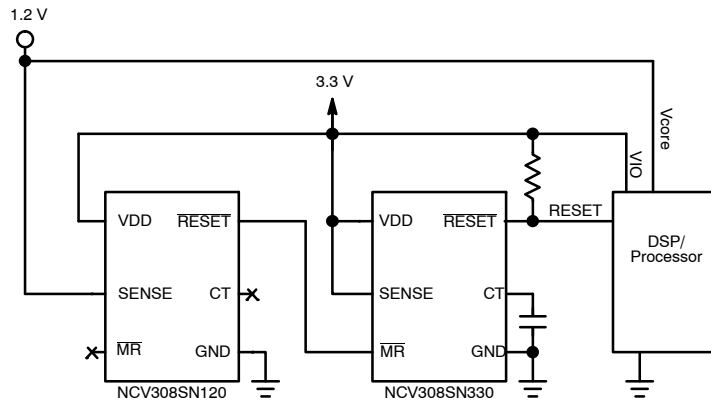 1.2 V
3.3 V
Vcore
VIO
VDD
RESET
SENSE
CT
MR
GND
NCV308SN120
VDD
RESET
SENSE
CT
MR
GND
NCV308SN330
RESET
DSP/
Processor